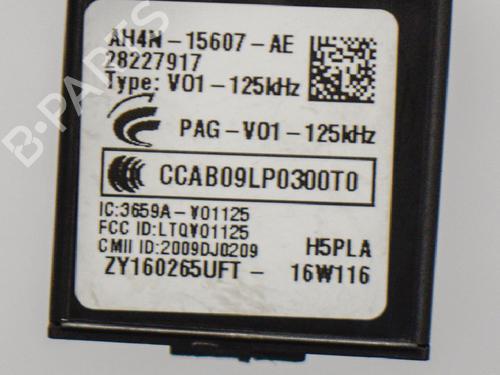 AH4N-15607-AE
28227917
Type: V01-125kHz
PAG-V01-125kHz
CCAB09LP0300T0
IC:3659A-V01125
FCC ID:LTQV01125
CMII ID:2009DJ0209
H5PLA
ZY160265UFT- 16W116
B-PARTS